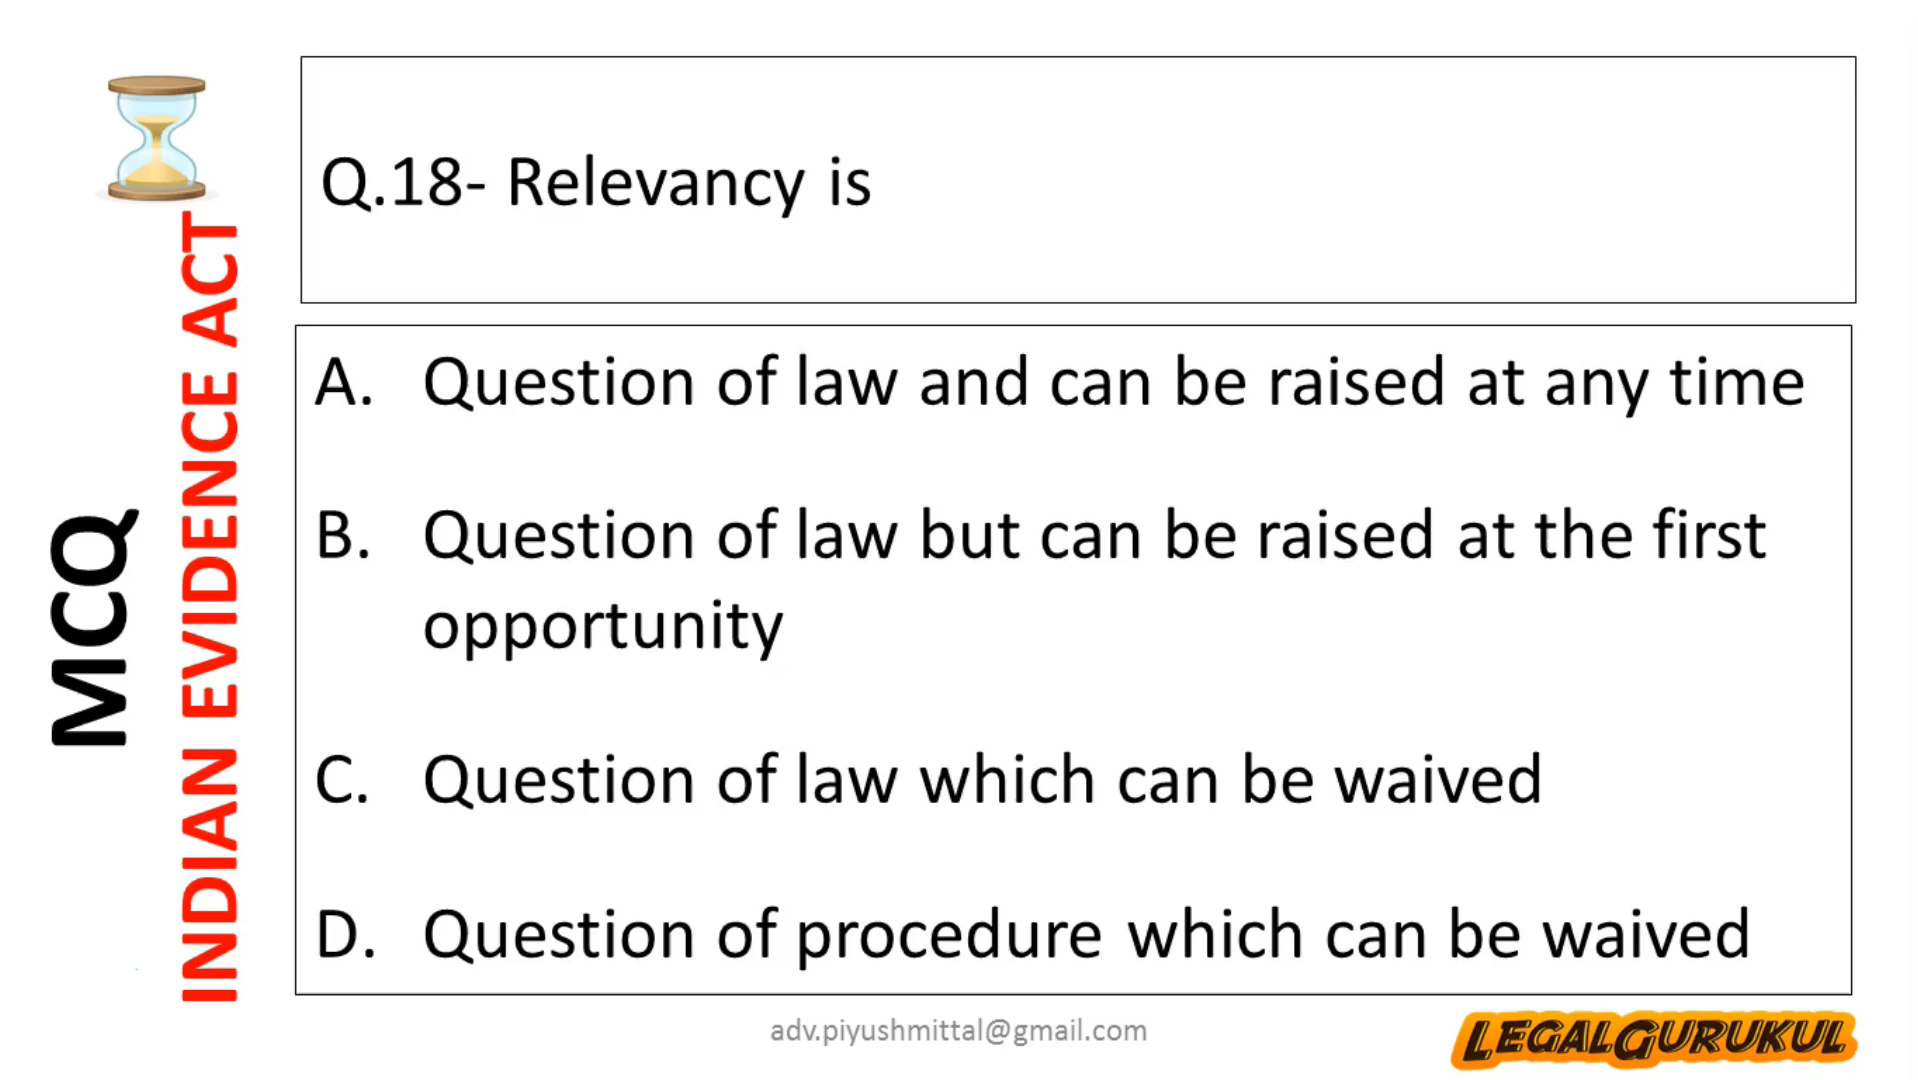 MCQ
INDIAN EVIDENCE ACT
Q.18- Relevancy is
A. Question of law and can be raised at any time
B. Question of law but can be raised at the first
opportunity
C. Question of law which can be waived
D. Question of procedure which can be waived
adv.piyushmittal@gmail.com
LEGALGURUKUL